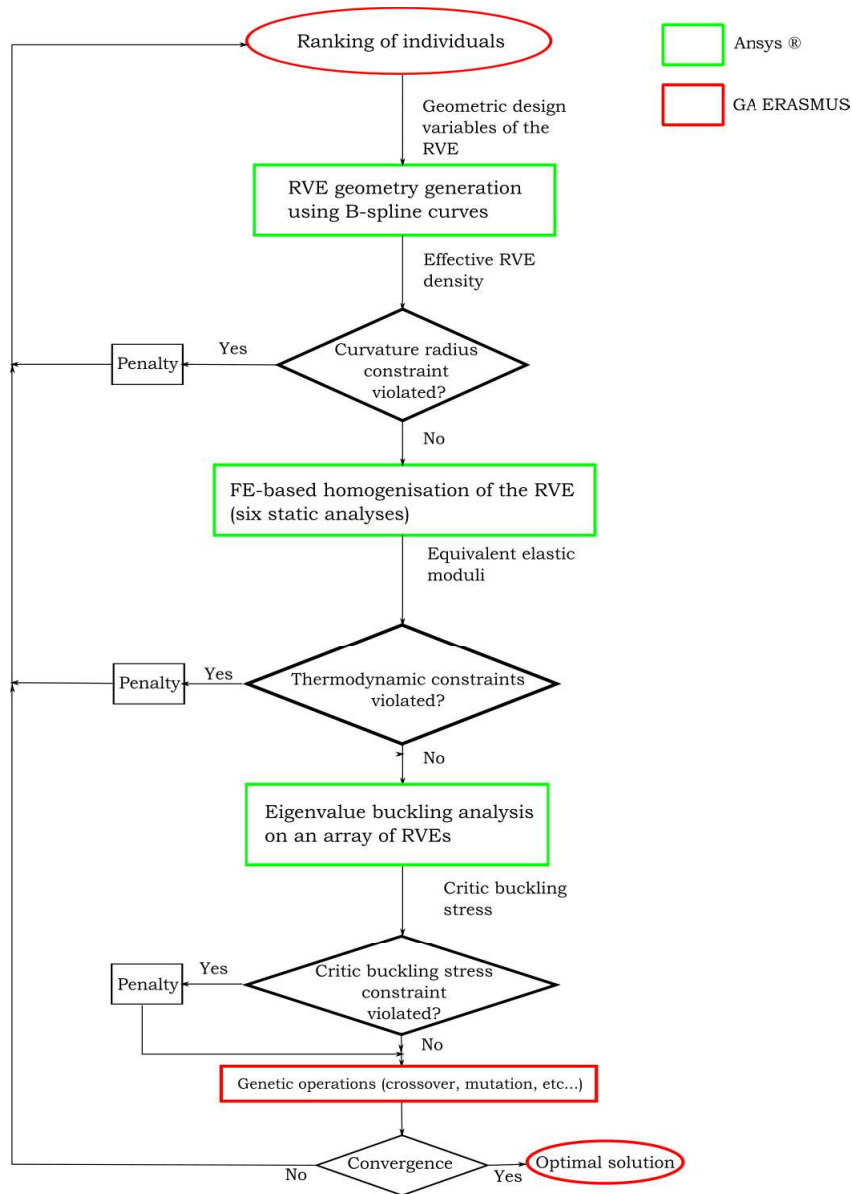 Ranking of individuals
Ansys ®
GA ERASMUS
Geometric design
variables of the
RVE
RVE geometry generation
using B-spline curves
Effective RVE
density
Curvature radius
constraint
violated?
Yes
Penalty
No
FE-based homogenisation of the RVE
(six static analyses)
Equivalent elastic
moduli
Thermodynamic constraints
violated?
Yes
Penalty
No
Eigenvalue buckling analysis
on an array of RVEs
Critic buckling
stress
Critic buckling stress
constraint
violated?
Yes
Penalty
No
Genetic operations (crossover, mutation, etc...)
Convergence
No
Yes
Optimal solution